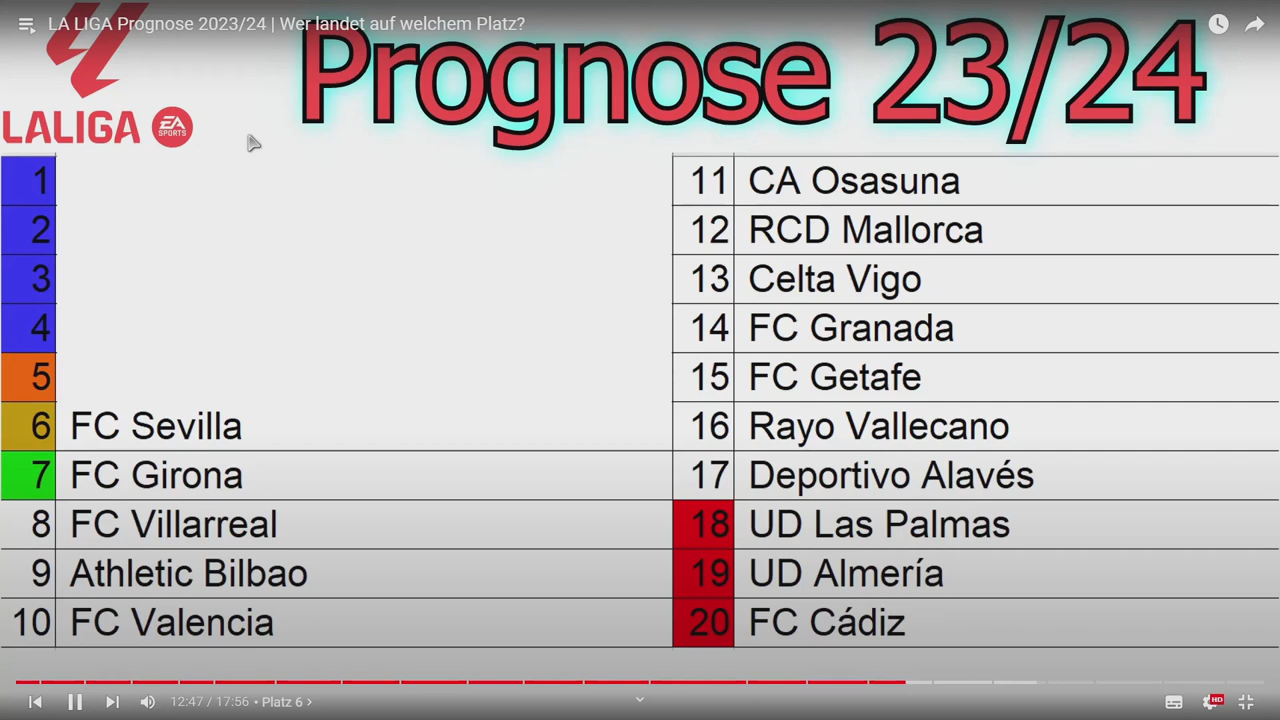 LA LIGA Prognose 2023/24 | Wer landet auf welchem Platz?
Prognose 23/24
LALIGA
EA
SPORTS
1
2
3
4
5
6 FC Sevilla
7 FC Girona
8 FC Villarreal
9 Athletic Bilbao
10 FC Valencia
11 CA Osasuna
12 RCD Mallorca
13 Celta Vigo
14 FC Granada
15 FC Getafe
16 Rayo Vallecano
17 Deportivo Alavés
18 UD Las Palmas
19 UD Almería
20 FC Cádiz
12:47 / 17:56 • Platz 6
HD